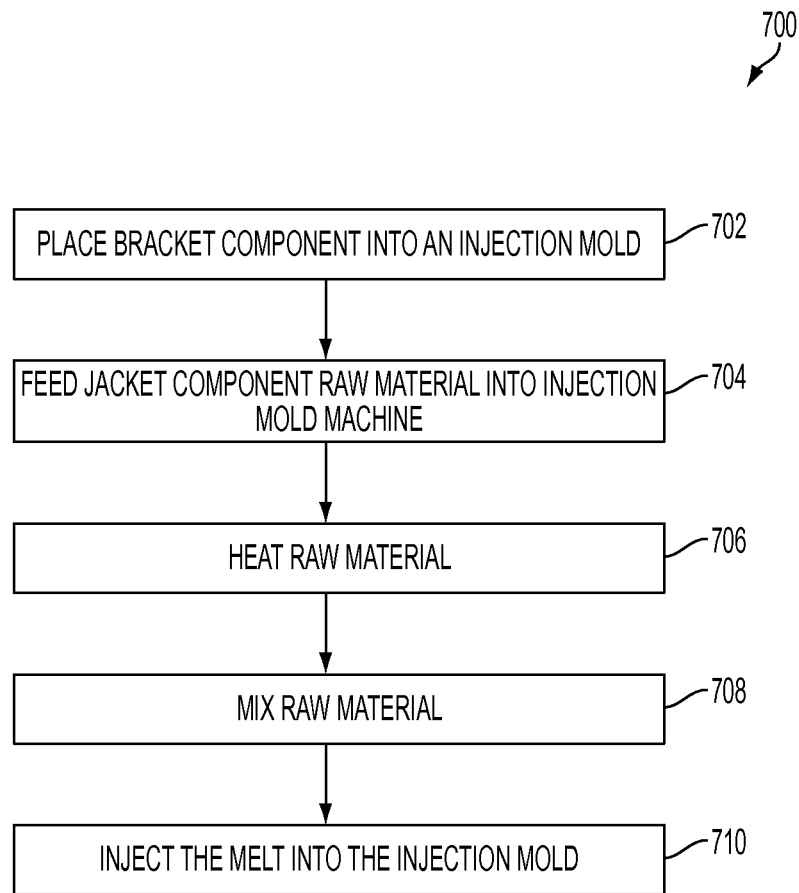 700
PLACE BRACKET COMPONENT INTO AN INJECTION MOLD
702
FEED JACKET COMPONENT RAW MATERIAL INTO INJECTION
MOLD MACHINE
704
HEAT RAW MATERIAL
706
MIX RAW MATERIAL
708
INJECT THE MELT INTO THE INJECTION MOLD
710